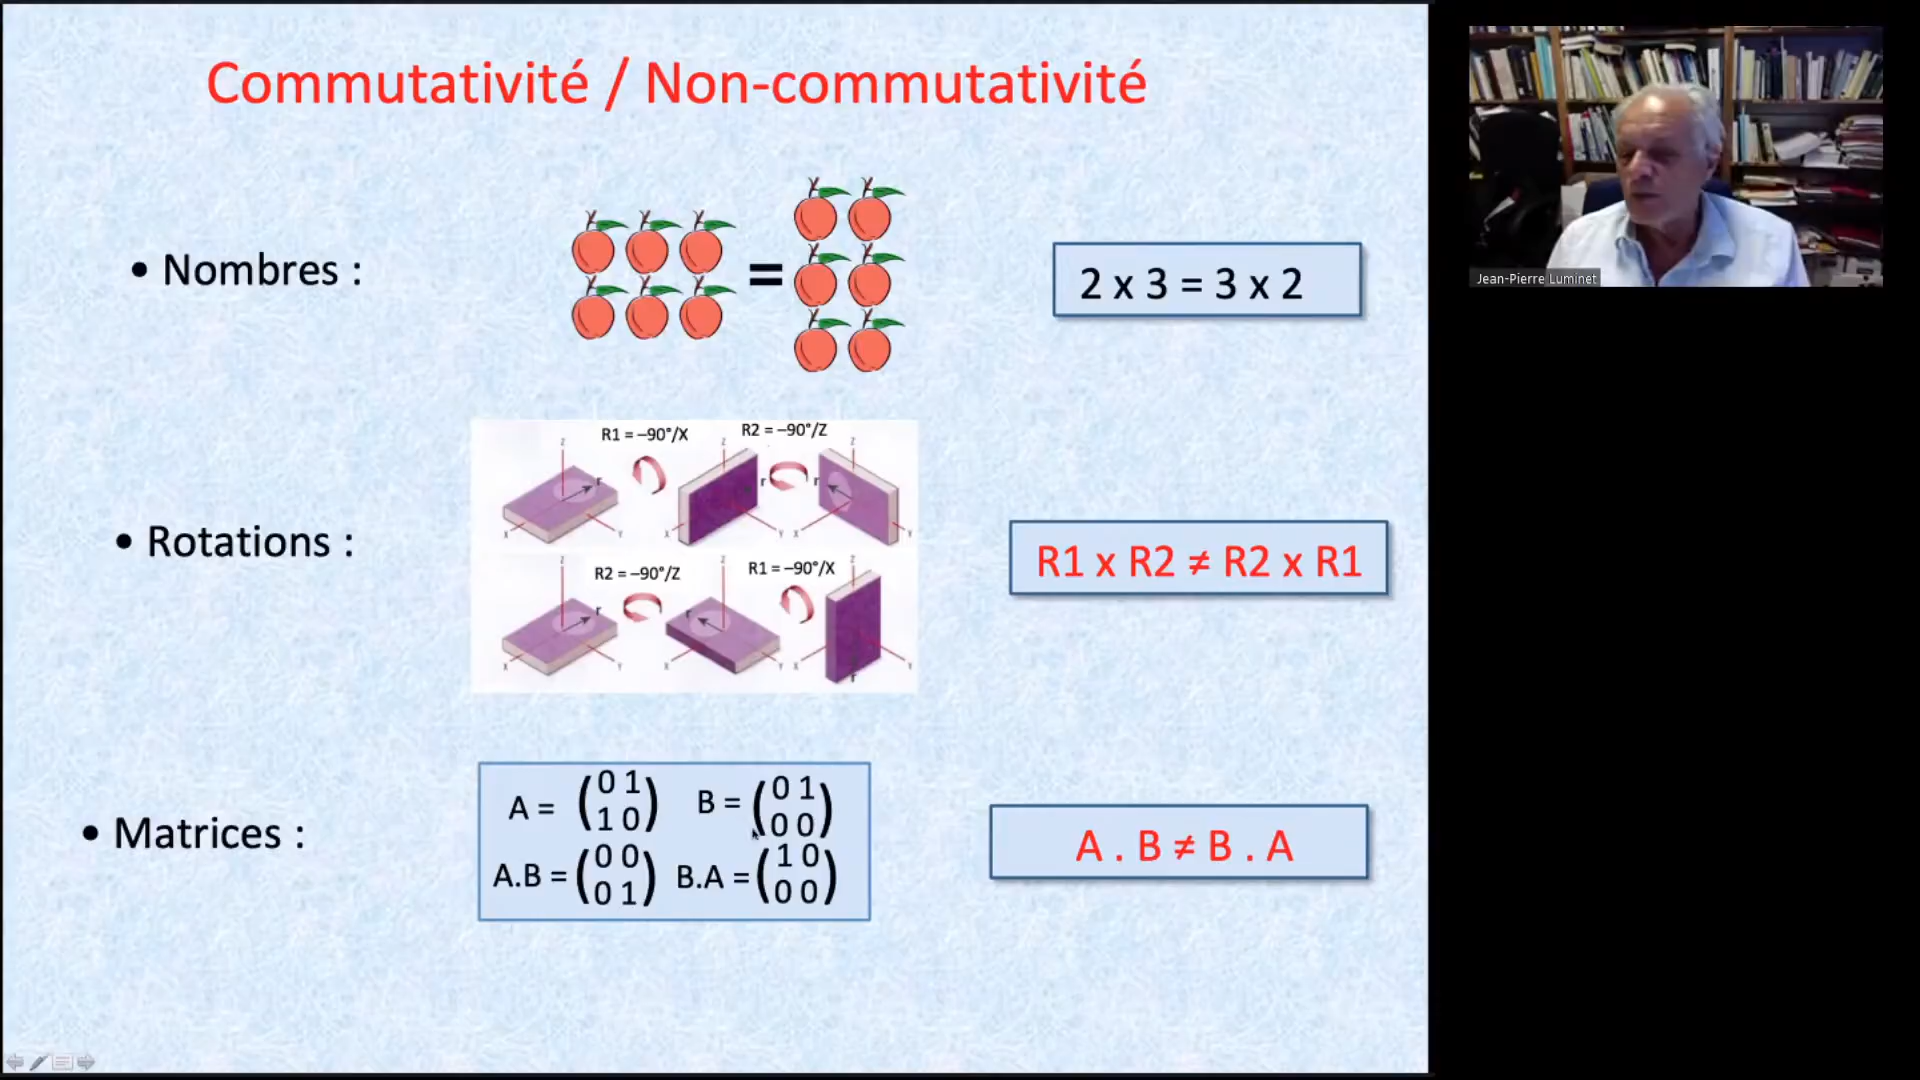 Commutativité / Non-commutativité
• Nombres :
=
2 x 3 = 3 x 2
• Rotations :
R1 = –90°/X
R2 = –90°/Z
Z Z Z
r r r
X Y X Y X Y
R2 = –90°/Z
R1 = –90°/X
Z Z Z
r r r
X Y X Y X Y
R1 x R2 ≠ R2 x R1
• Matrices :
A = (0 1
1 0)
B = (0 1
0 0)
A.B = (0 0
0 1)
B.A = (1 0
0 0)
A . B ≠ B . A
Jean-Pierre Luminet